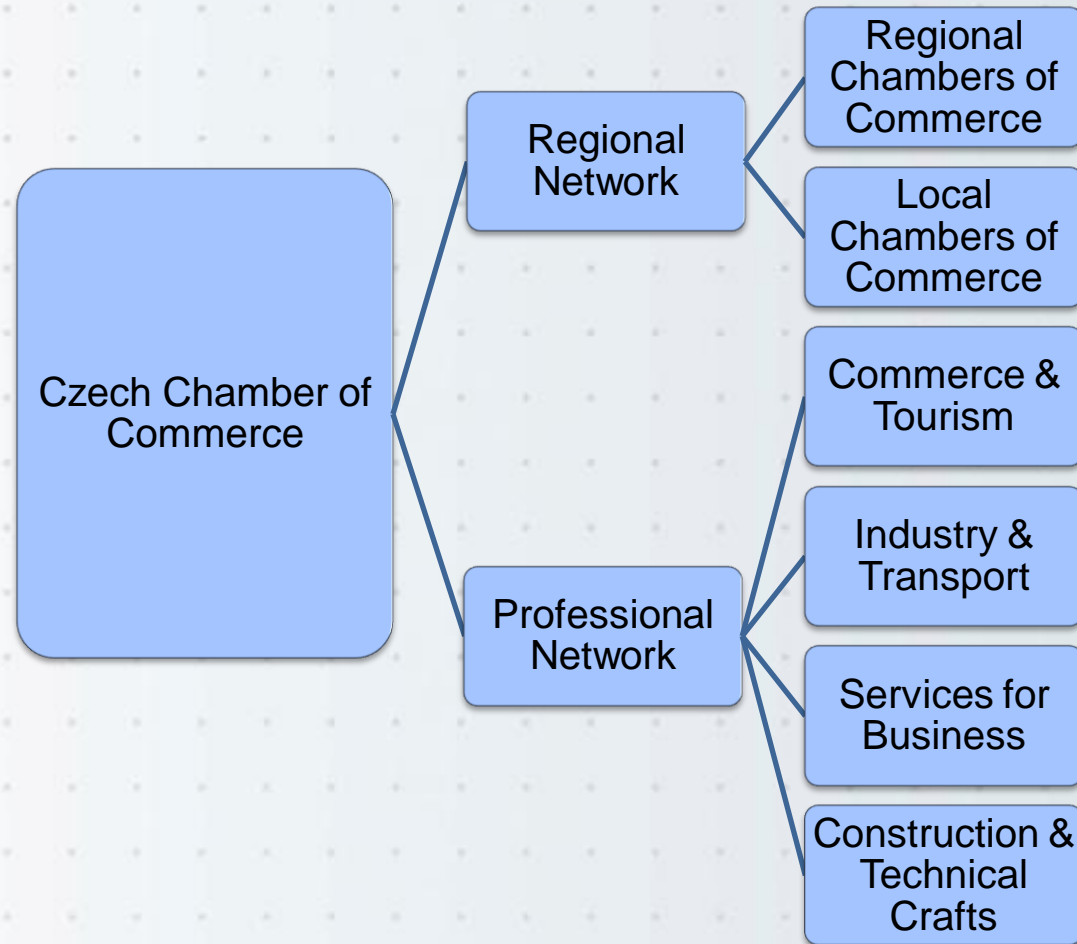 Czech Chamber of
Commerce
Regional
Network
Professional
Network
Regional
Chambers of
Commerce
Local
Chambers of
Commerce
Commerce &
Tourism
Industry &
Transport
Services for
Business
Construction &
Technical
Crafts